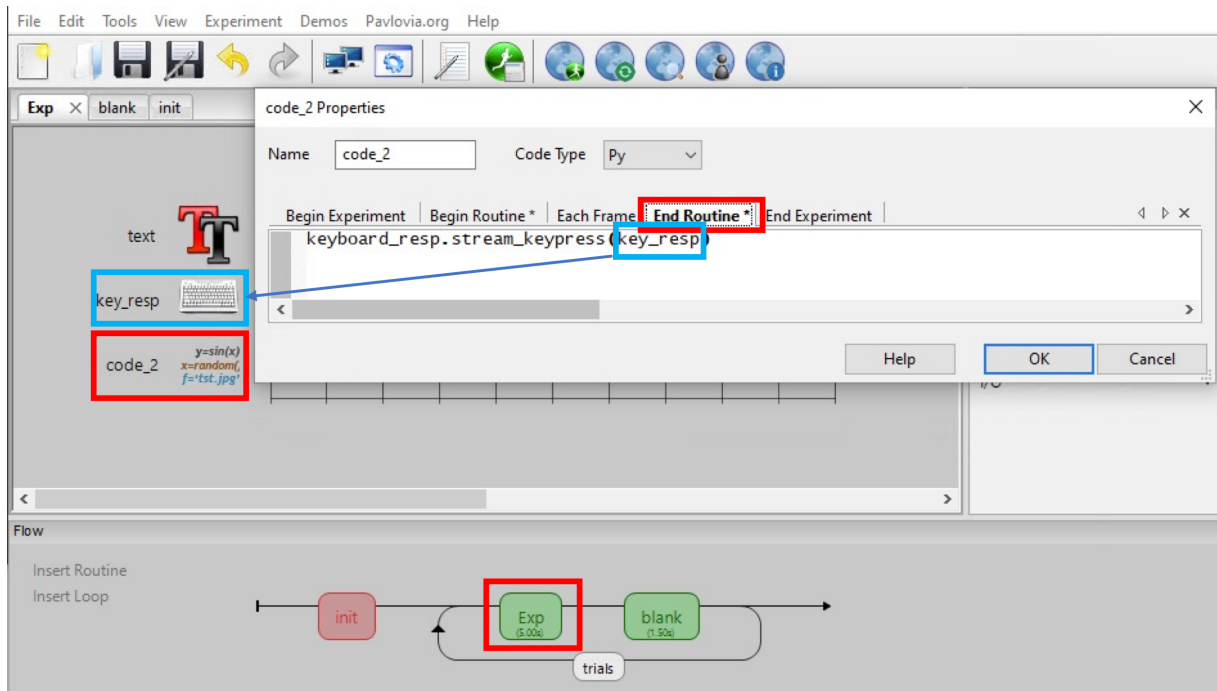 File Edit Tools View Experiment Demos Pavlovia.org Help
Exp blank init
code_2 Properties
Name code_2 Code Type Py
Begin Experiment Begin Routine * Each Frame End Routine * End Experiment
keyboard_resp.stream_keypress(key_resp)
text
key_resp
code_2
y=sin(x)
x=random(,
f='tst.jpg'
Help OK Cancel
I/O
Flow
Insert Routine
Insert Loop
init Exp blank
(5.00s) (1.50s)
trials